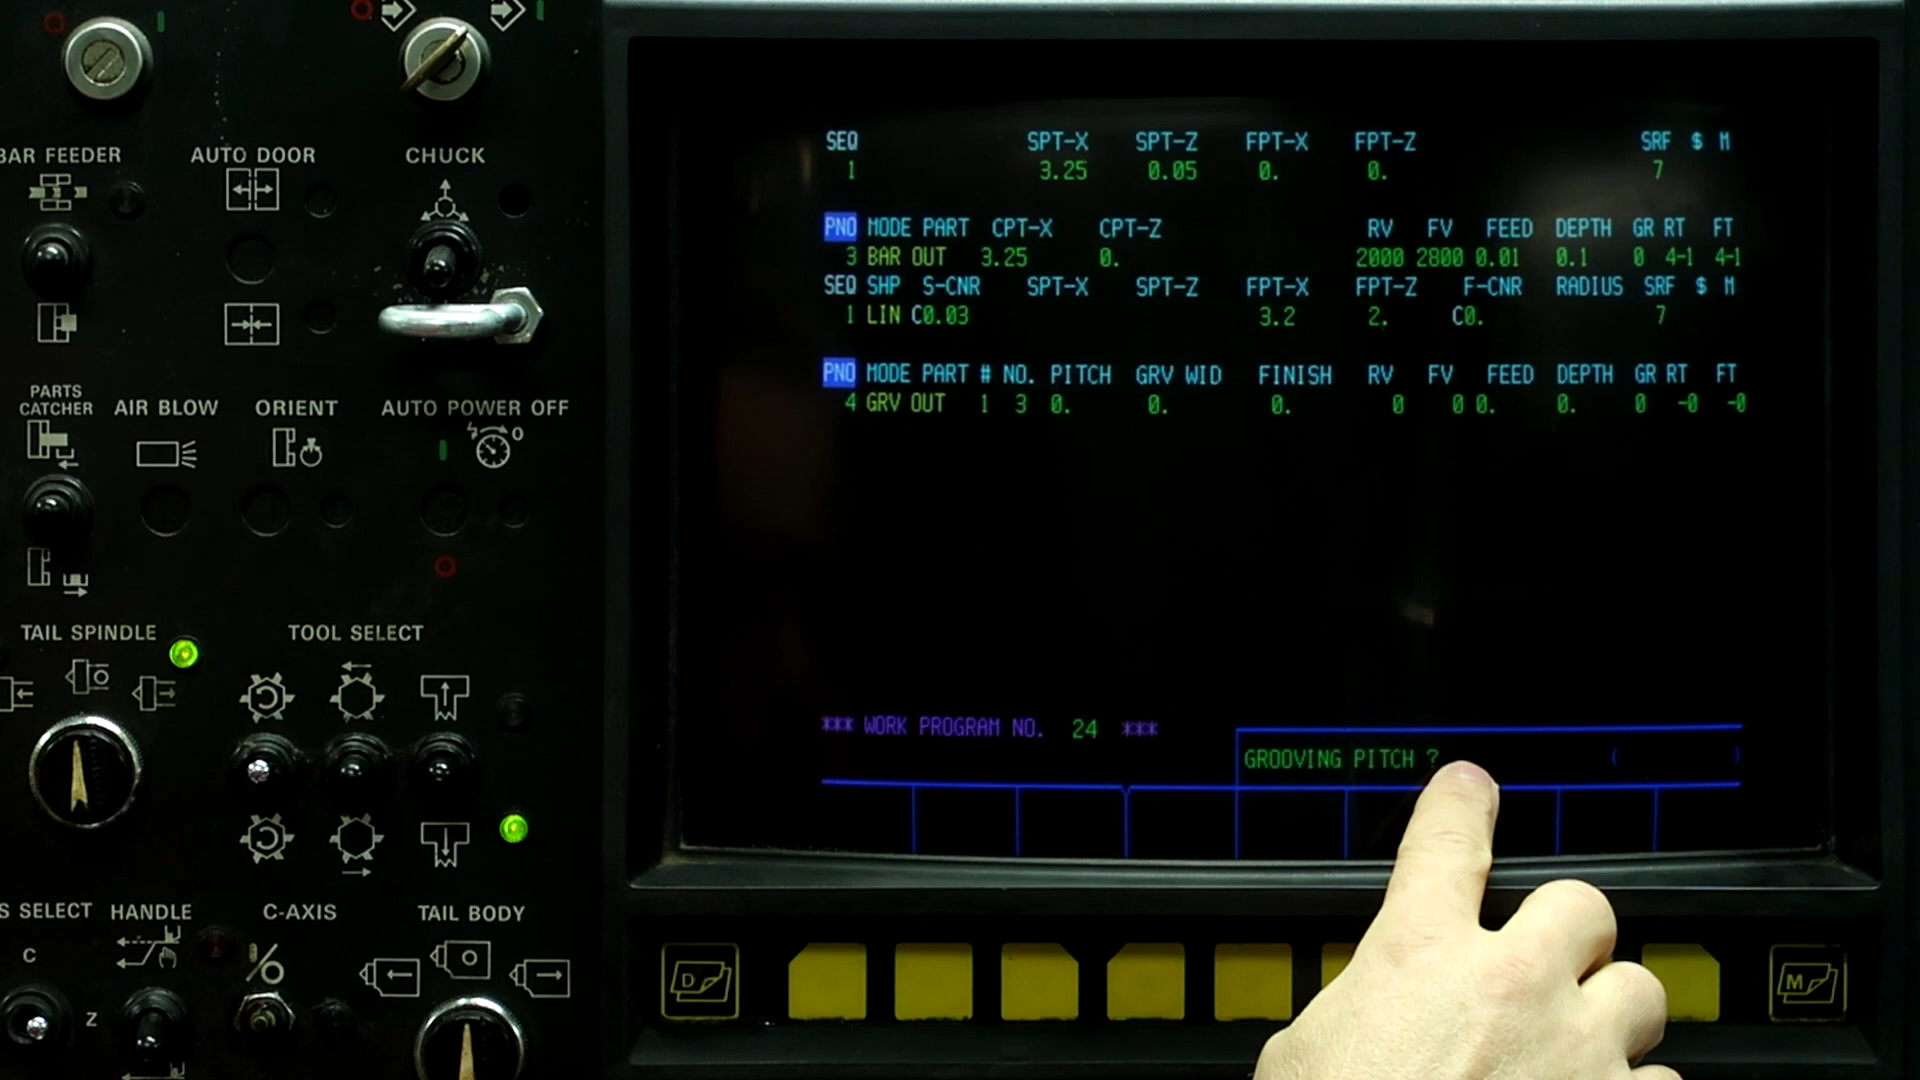 BAR FEEDER AUTO DOOR CHUCK
PARTS
CATCHER AIR BLOW ORIENT AUTO POWER OFF
TAIL SPINDLE TOOL SELECT
S SELECT HANDLE C-AXIS TAIL BODY
C
Z
SEQ SPT-X SPT-Z FPT-X FPT-Z SRF $ M
1 3.25 0.05 0. 0. 7
PNO MODE PART CPT-X CPT-Z RV FV FEED DEPTH GR RT FT
3 BAR OUT 3.25 0. 2000 2800 0.01 0.1 0 4-1 4-1
SEQ SHP S-CNR SPT-X SPT-Z FPT-X FPT-Z F-CNR RADIUS SRF $ M
1 LIN C0.03 3.2 2. C0. 7
PNO MODE PART # NO. PITCH GRV WID FINISH RV FV FEED DEPTH GR RT FT
4 GRV OUT 1 3 0. 0. 0. 0 0 0. 0. 0 -0 -0
*** WORK PROGRAM NO. 24 ***
GROOVING PITCH ? ( )
D M